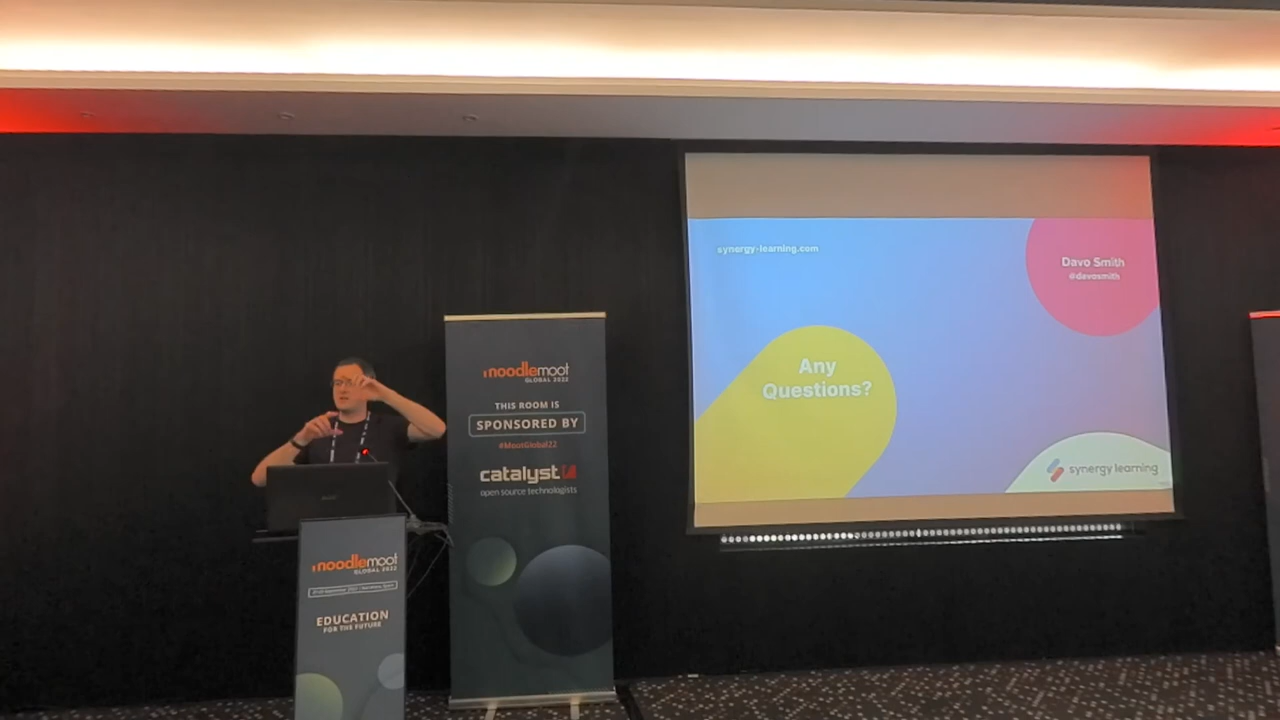 synergy-learning.com
Davo Smith
@davosmith
Any
Questions?
synergy learning
moodlemoot
GLOBAL 2022
THIS ROOM IS
SPONSORED BY
#MootGlobal22
catalyst
open source technologists
moodlemoot
GLOBAL 2022
EDUCATION
FOR THE FUTURE